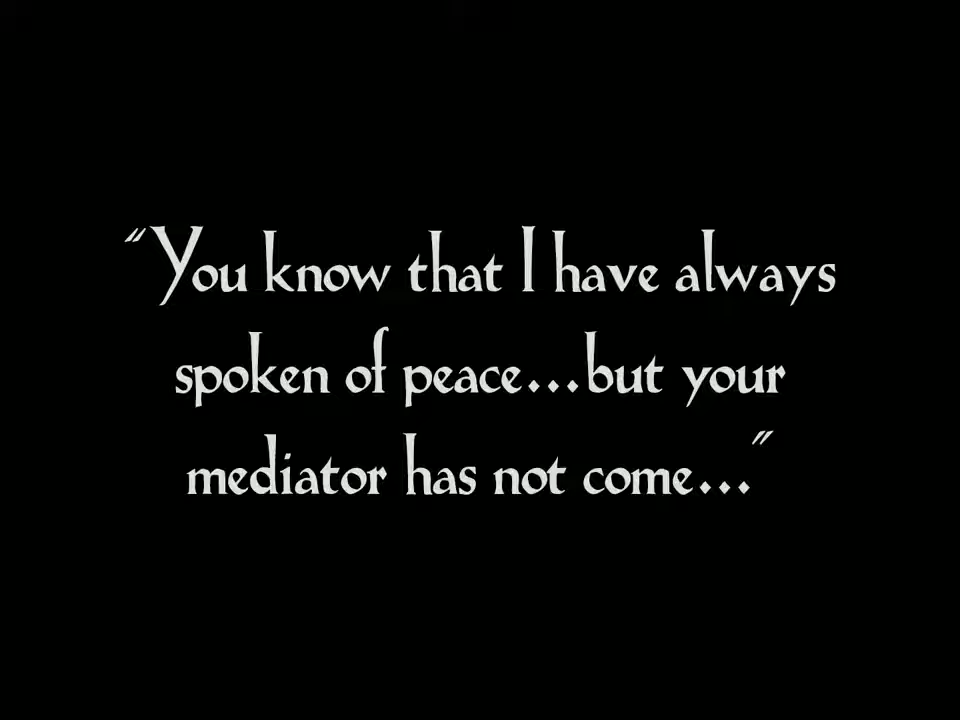 “You know that I have always
spoken of peace...but your
mediator has not come...”